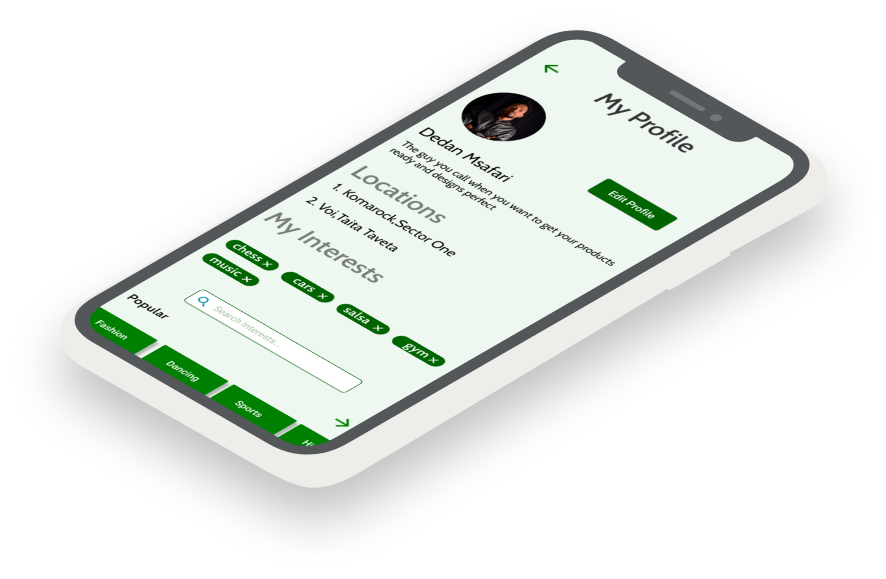 My Profile
Dedan Msafari
The guy you call when you want to get your products
ready and designs perfect
Edit Profile
Locations
1. Komarock,Sector One
2. Voi,Taita Taveta
My Interests
chess × cars × salsa × gym ×
music ×
Search Interests...
Popular
Fashion Dancing Sports